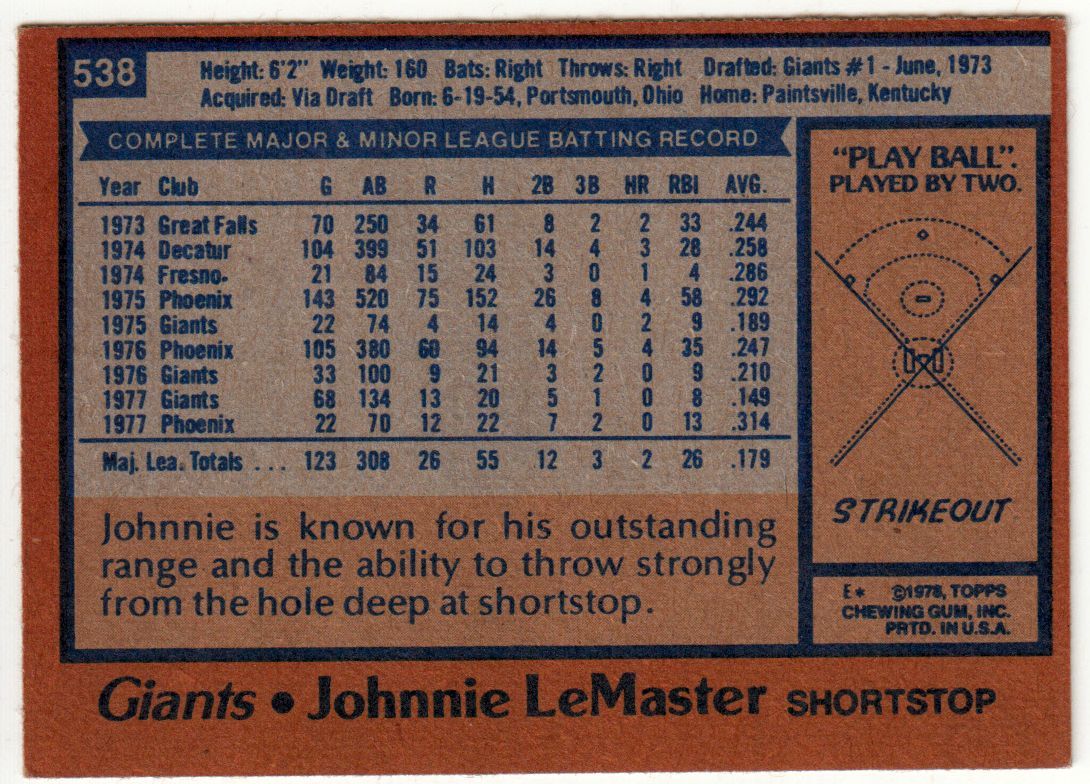 538
Height: 6'2" Weight: 160 Bats: Right Throws: Right Drafted: Giants #1 - June, 1973
Acquired: Via Draft Born: 6-19-54, Portsmouth, Ohio Home: Paintsville, Kentucky
COMPLETE MAJOR & MINOR LEAGUE BATTING RECORD
Year Club G AB R H 2B 3B HR RBI AVG.
1973 Great Falls 70 250 34 61 8 2 2 33 .244
1974 Decatur 104 399 51 103 14 4 3 28 .258
1974 Fresno. 21 84 15 24 3 0 1 4 .286
1975 Phoenix 143 520 75 152 26 8 4 58 .292
1975 Giants 22 74 4 14 4 0 2 9 .189
1976 Phoenix 105 380 60 94 14 5 4 35 .247
1976 Giants 33 100 9 21 3 2 0 9 .210
1977 Giants 68 134 13 20 5 1 0 8 .149
1977 Phoenix 22 70 12 22 7 2 0 13 .314
Maj. Lea. Totals . . . 123 308 26 55 12 3 2 26 .179
Johnnie is known for his outstanding
range and the ability to throw strongly
from the hole deep at shortstop.
"PLAY BALL".
PLAYED BY TWO.
STRIKEOUT
E* ©1978, TOPPS
CHEWING GUM, INC.
PRTD. IN U.S.A.
Giants • Johnnie LeMaster SHORTSTOP